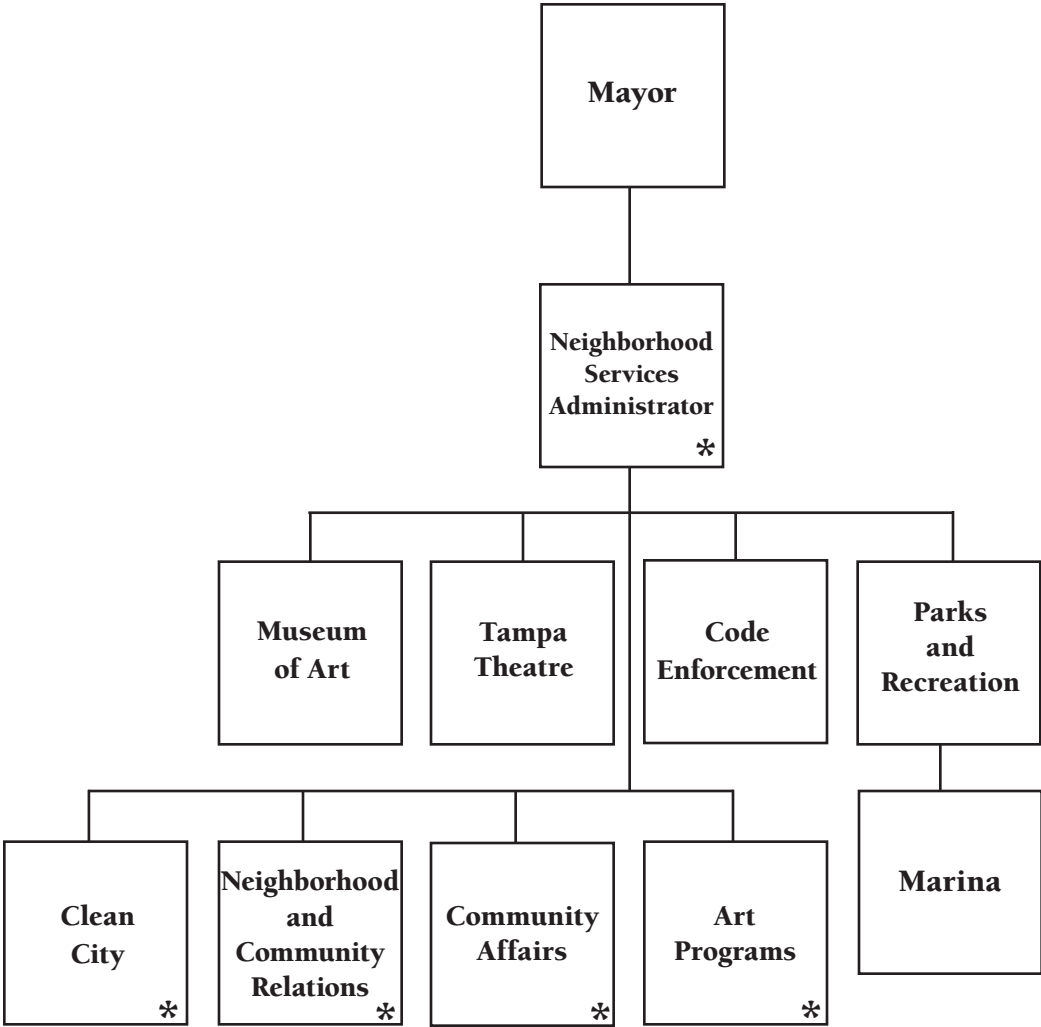 Mayor
Neighborhood
Services
Administrator
*
Museum
of Art
Tampa
Theatre
Code
Enforcement
Parks
and
Recreation
Clean
City
*
Neighborhood
and
Community
Relations
*
Community
Affairs
*
Art
Programs
*
Marina